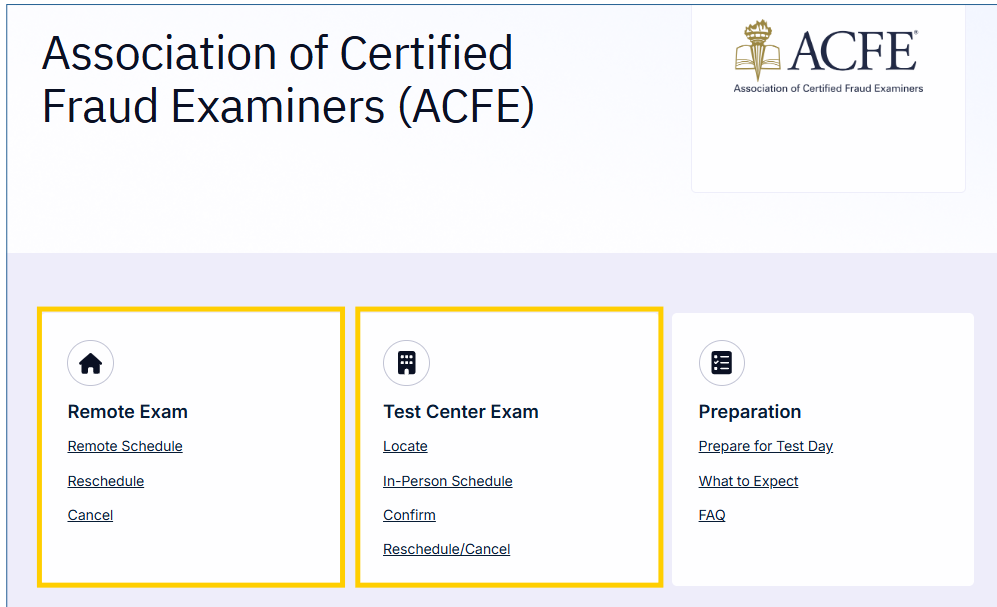 Association of Certified
Fraud Examiners (ACFE)
ACFE®
Association of Certified Fraud Examiners
Remote Exam
Remote Schedule
Reschedule
Cancel
Test Center Exam
Locate
In-Person Schedule
Confirm
Reschedule/Cancel
Preparation
Prepare for Test Day
What to Expect
FAQ